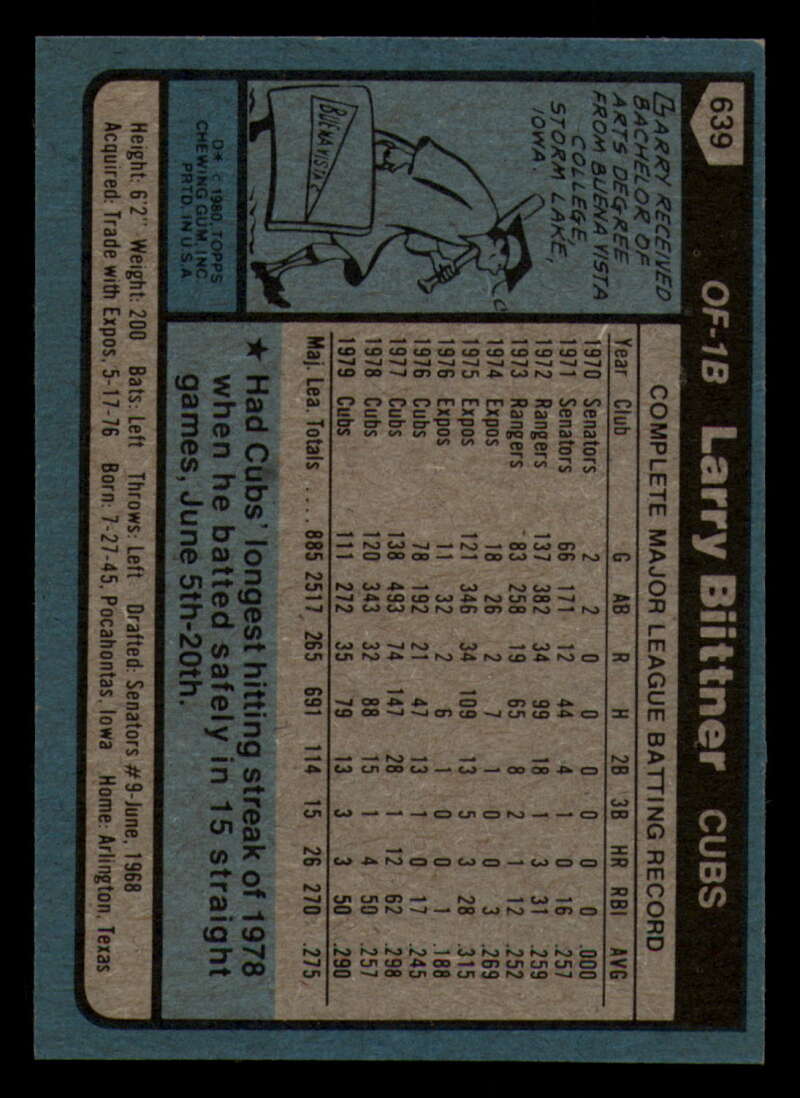 639
OF-1B Larry Biittner CUBS
LARRY RECEIVED
BACHELOR OF
ARTS DEGREE
FROM BUENA VISTA
COLLEGE,
STORM LAKE,
IOWA.
BUENA VISTA C
D* © 1980 TOPPS
CHEWING GUM, INC.
PRTD. IN U.S.A.
COMPLETE MAJOR LEAGUE BATTING RECORD
Year Club G AB R H 2B 3B HR RBI AVG
1970 Senators 2 2 0 0 0 0 0 0 .000
1971 Senators 66 171 12 44 4 1 0 16 .257
1972 Rangers 137 382 34 99 18 1 3 31 .259
1973 Rangers 83 258 19 65 8 2 1 12 .252
1974 Expos 18 26 2 7 1 0 0 3 .269
1975 Expos 121 346 34 109 13 5 3 28 .315
1976 Expos 11 32 2 6 1 0 0 1 .188
1976 Cubs 78 192 21 47 13 1 0 17 .245
1977 Cubs 138 493 74 147 28 1 12 62 .298
1978 Cubs 120 343 32 88 15 1 4 50 .257
1979 Cubs 111 272 35 79 13 3 3 50 .290
Maj. Lea. Totals .... 885 2517 265 691 114 15 26 270 .275
★ Had Cubs' longest hitting streak of 1978
when he batted safely in 15 straight
games, June 5th-20th.
Height: 6'2" Weight: 200 Bats: Left Throws: Left Drafted: Senators #9-June, 1968
Acquired: Trade with Expos, 5-17-76 Born: 7-27-45, Pocahontas, Iowa Home: Arlington, Texas